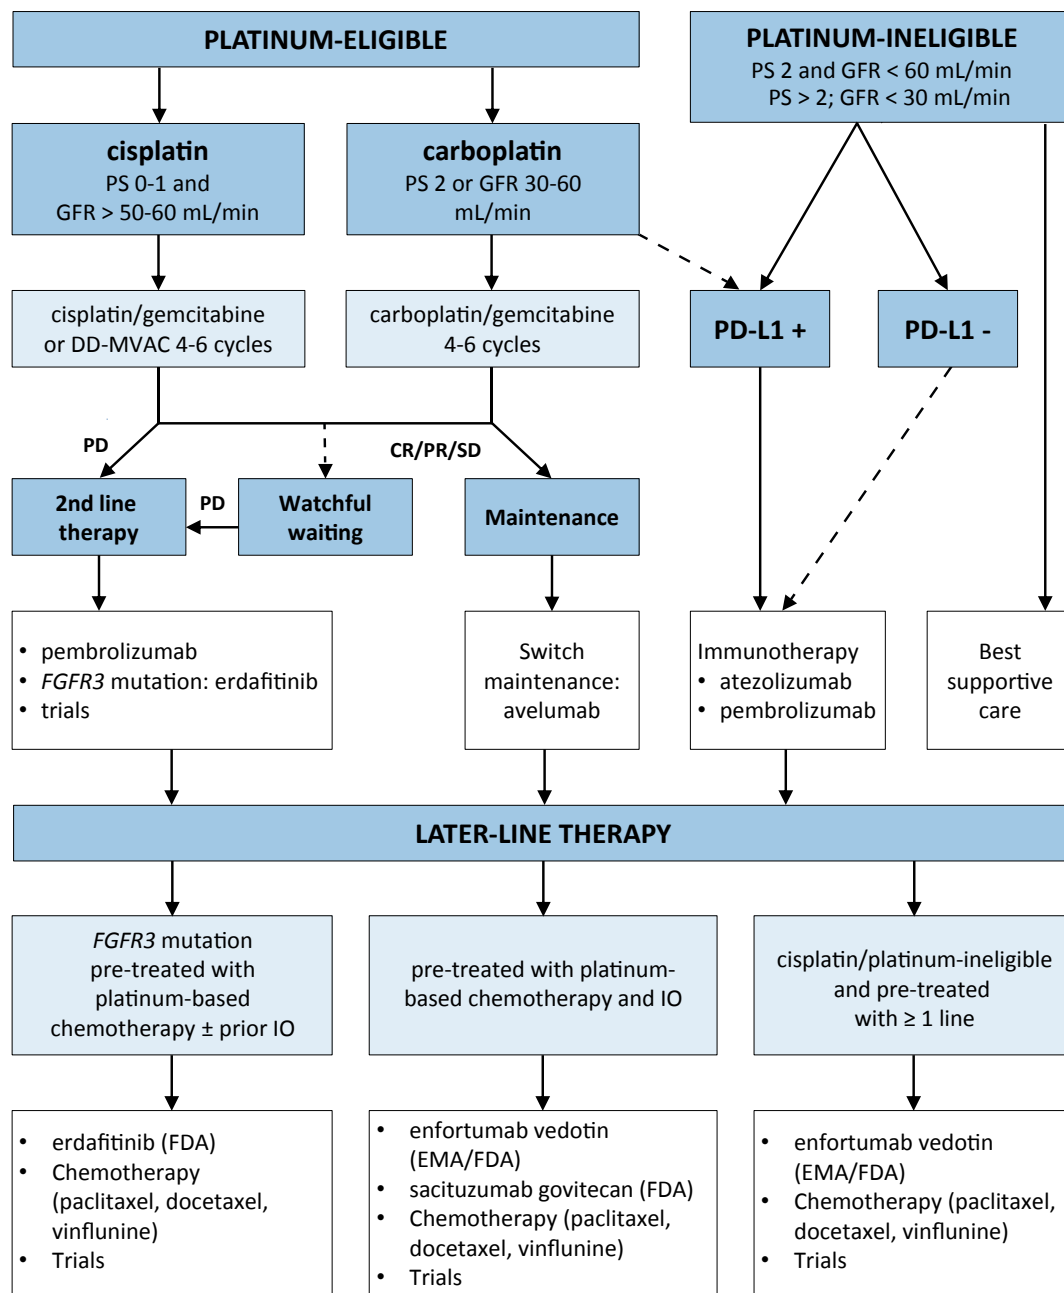 PLATINUM-ELIGIBLE
PLATINUM-INELIGIBLE
PS 2 and GFR < 60 mL/min
PS > 2; GFR < 30 mL/min
cisplatin
PS 0-1 and
GFR > 50-60 mL/min
carboplatin
PS 2 or GFR 30-60
mL/min
cisplatin/gemcitabine
or DD-MVAC 4-6 cycles
carboplatin/gemcitabine
4-6 cycles
PD-L1 +
PD-L1 -
PD
CR/PR/SD
2nd line
therapy
PD
Watchful
waiting
Maintenance
• pembrolizumab
• FGFR3 mutation: erdafitinib
• trials
Switch
maintenance:
avelumab
Immunotherapy
• atezolizumab
• pembrolizumab
Best
supportive
care
LATER-LINE THERAPY
FGFR3 mutation
pre-treated with
platinum-based
chemotherapy ± prior IO
pre-treated with platinum-
based chemotherapy and IO
cisplatin/platinum-ineligible
and pre-treated
with ≥ 1 line
• erdafitinib (FDA)
• Chemotherapy
(paclitaxel, docetaxel,
vinflunine)
• Trials
• enfortumab vedotin
(EMA/FDA)
• sacituzumab govitecan (FDA)
• Chemotherapy (paclitaxel,
docetaxel, vinflunine)
• Trials
• enfortumab vedotin
(EMA/FDA)
• Chemotherapy (paclitaxel,
docetaxel, vinflunine)
• Trials